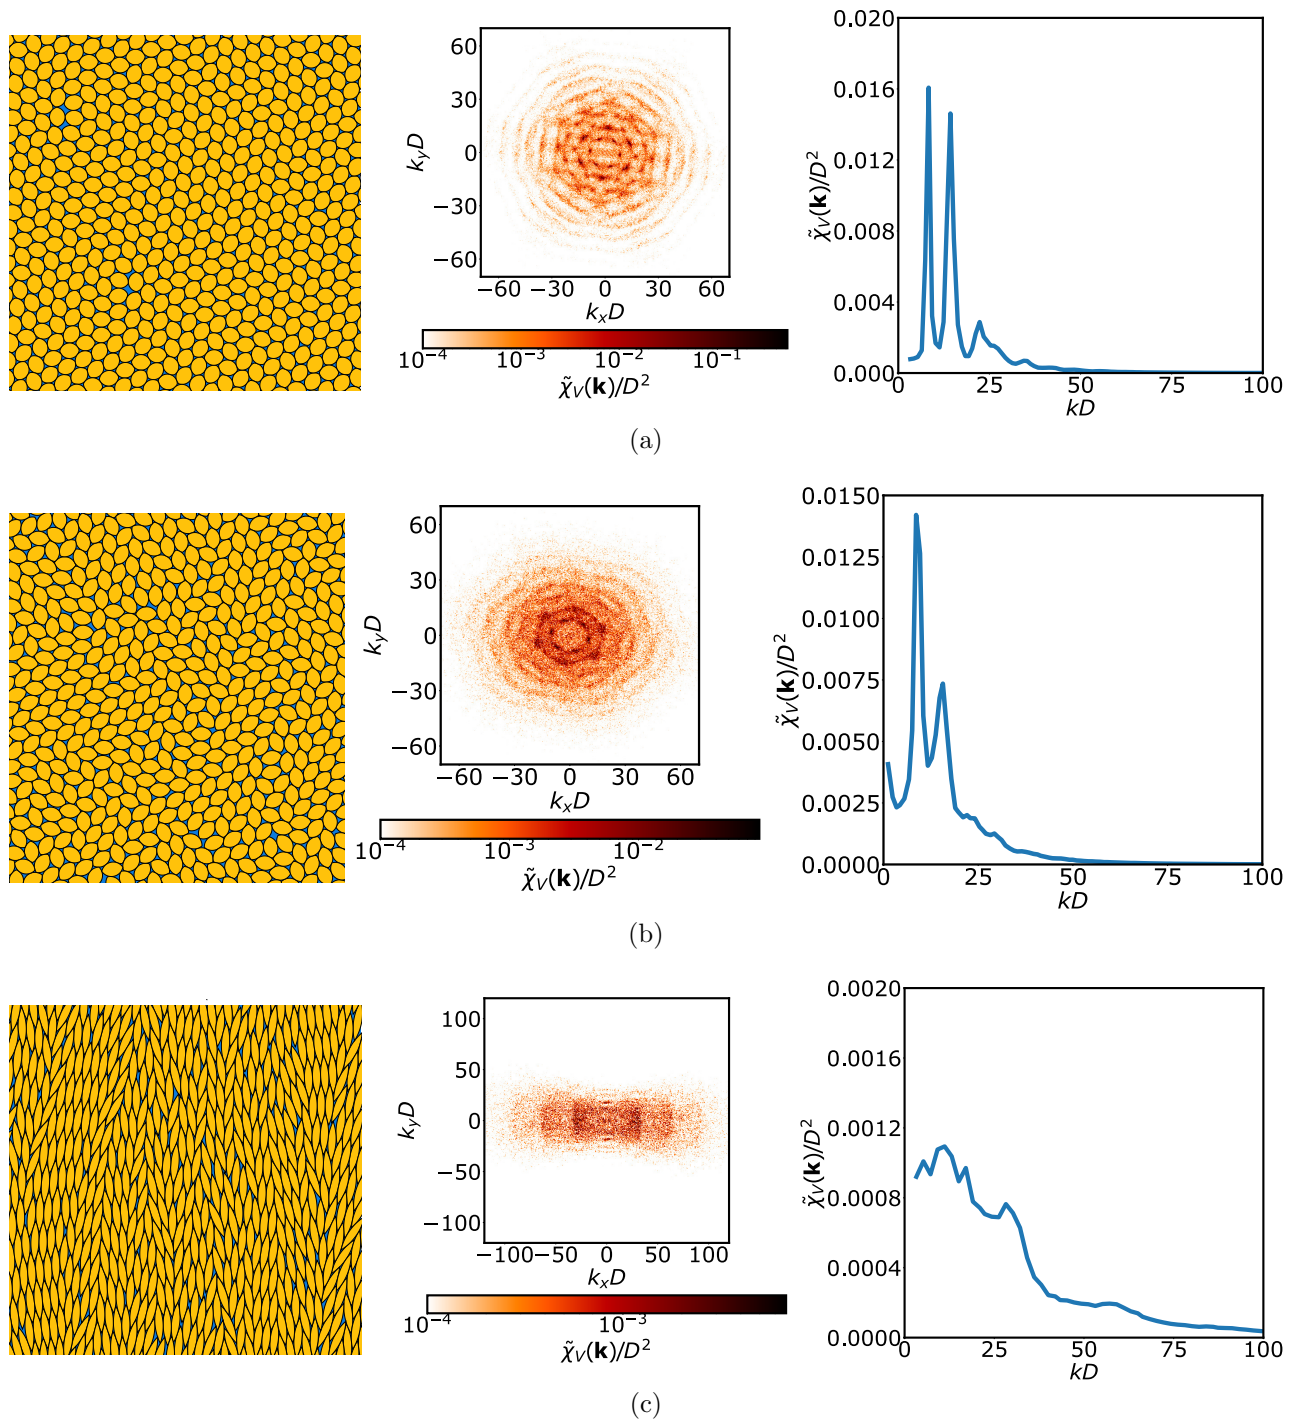 60
30
0
−30
−60
k_yD
−60 −30 0 30 60
k_xD
10^{−4} 10^{−3} 10^{−2} 10^{−1}
χ̃_V(𝐤)/D^2
0.020
0.016
0.012
0.008
0.004
0.000
χ̃_V(𝐤)/D^2
0 25 50 75 100
kD
(a)
60
30
0
−30
−60
k_yD
−60 −30 0 30 60
k_xD
10^{−4} 10^{−3} 10^{−2}
χ̃_V(𝐤)/D^2
0.0150
0.0125
0.0100
0.0075
0.0050
0.0025
0.0000
χ̃_V(𝐤)/D^2
0 25 50 75 100
kD
(b)
100
50
0
−50
−100
k_yD
−100 −50 0 50 100
k_xD
10^{−4} 10^{−3}
χ̃_V(𝐤)/D^2
0.0020
0.0016
0.0012
0.0008
0.0004
0.0000
χ̃_V(𝐤)/D^2
0 25 50 75 100
kD
(c)